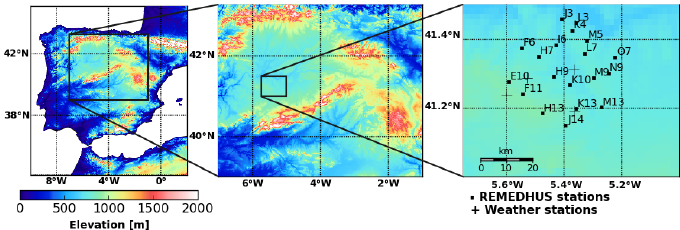 42°N
38°N
8°W 4°W 0°
0 500 1000 1500 2000
Elevation [m]
42°N
40°N
6°W 4°W 2°W
41.4°N
41.2°N
J3
L3
K4
M5
F6
I6
H7
L7
O7
E10
H9
K10
M9
N9
F11
H13
K13
M13
J14
km
0 10 20
5.6°W 5.4°W 5.2°W
REMEDHUS stations
+ Weather stations